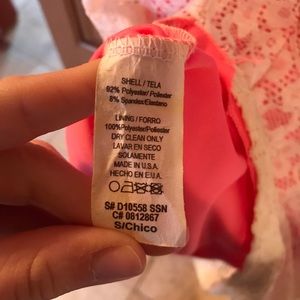 SHELL / TELA
92% Polyester/Poliester
8% Spandex/Elastano
LINING / FORRO
100%Polyester/Poliester
DRY CLEAN ONLY
LAVAR EN SECO
SOLAMENTE
MADE IN U.S.A.
HECHO EN E.U.A.
S# D10558 SSN
C# 0812867
S/Chico